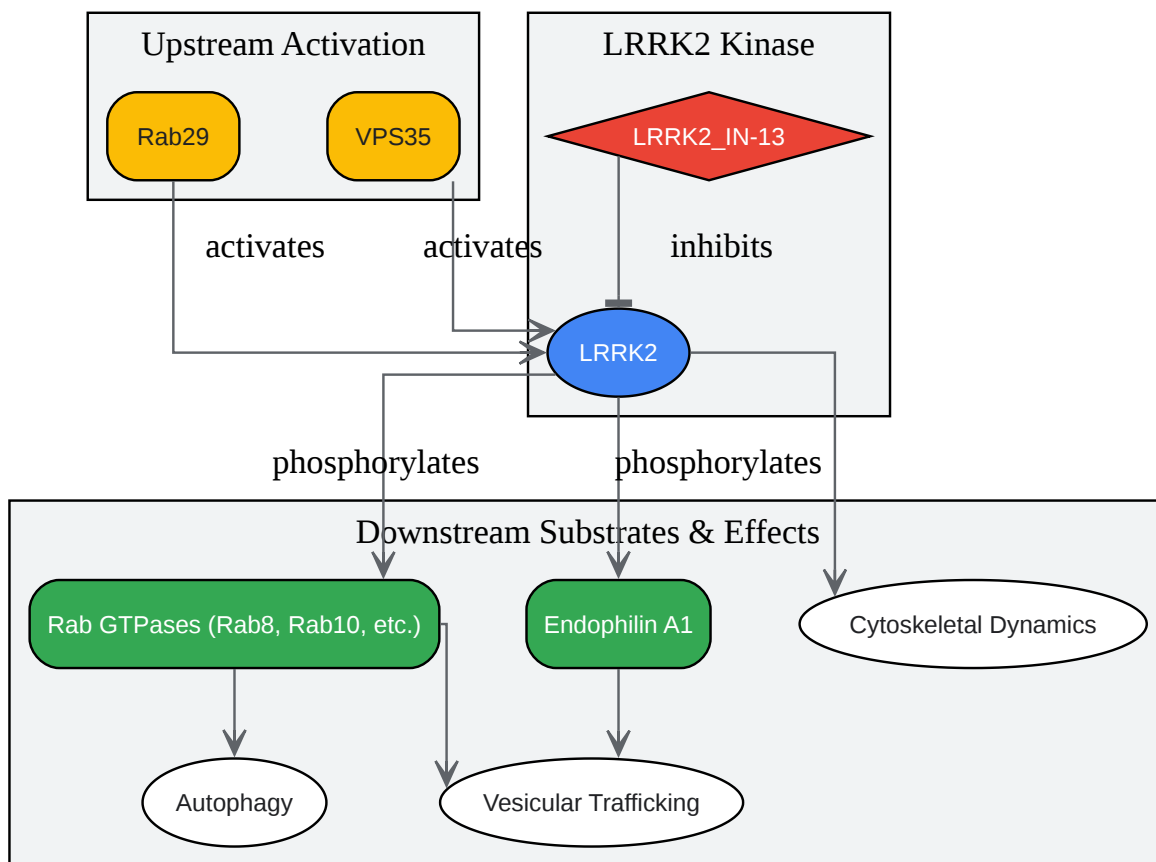 Upstream Activation
LRRK2 Kinase
Rab29
VPS35
LRRK2_IN-13
activates
activates
inhibits
LRRK2
phosphorylates
phosphorylates
Downstream Substrates & Effects
Rab GTPases (Rab8, Rab10, etc.)
Endophilin A1
Cytoskeletal Dynamics
Autophagy
Vesicular Trafficking